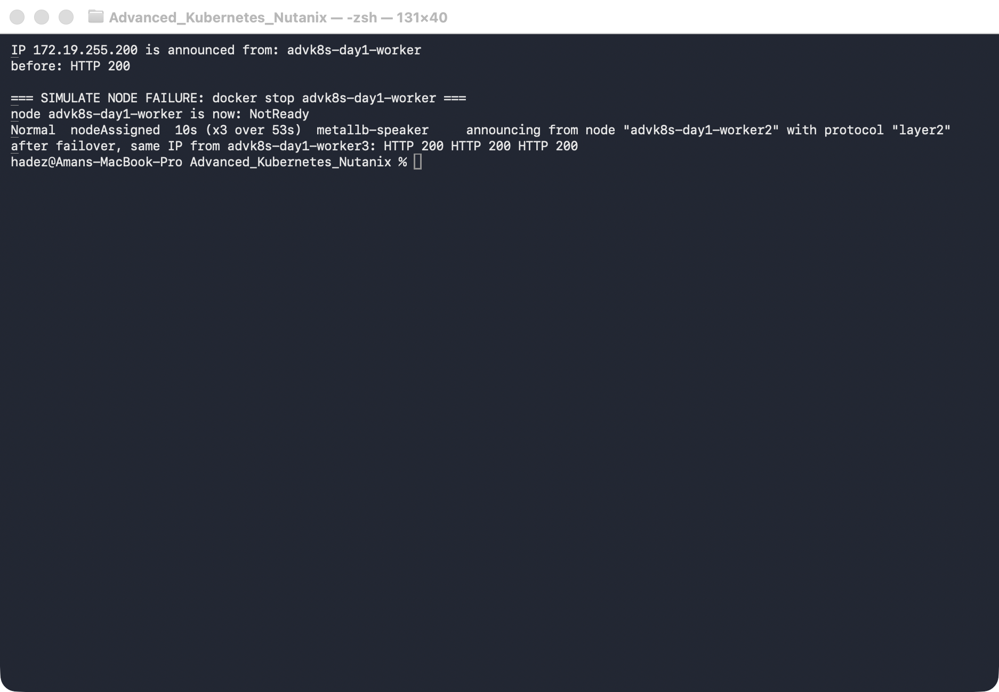 Advanced_Kubernetes_Nutanix — -zsh — 131×40
IP 172.19.255.200 is announced from: advk8s-day1-worker
before: HTTP 200
=== SIMULATE NODE FAILURE: docker stop advk8s-day1-worker ===
node advk8s-day1-worker is now: NotReady
Normal  nodeAssigned  10s (x3 over 53s)  metallb-speaker     announcing from node "advk8s-day1-worker2" with protocol "layer2"
after failover, same IP from advk8s-day1-worker3: HTTP 200 HTTP 200 HTTP 200
hadez@Amans-MacBook-Pro Advanced_Kubernetes_Nutanix %